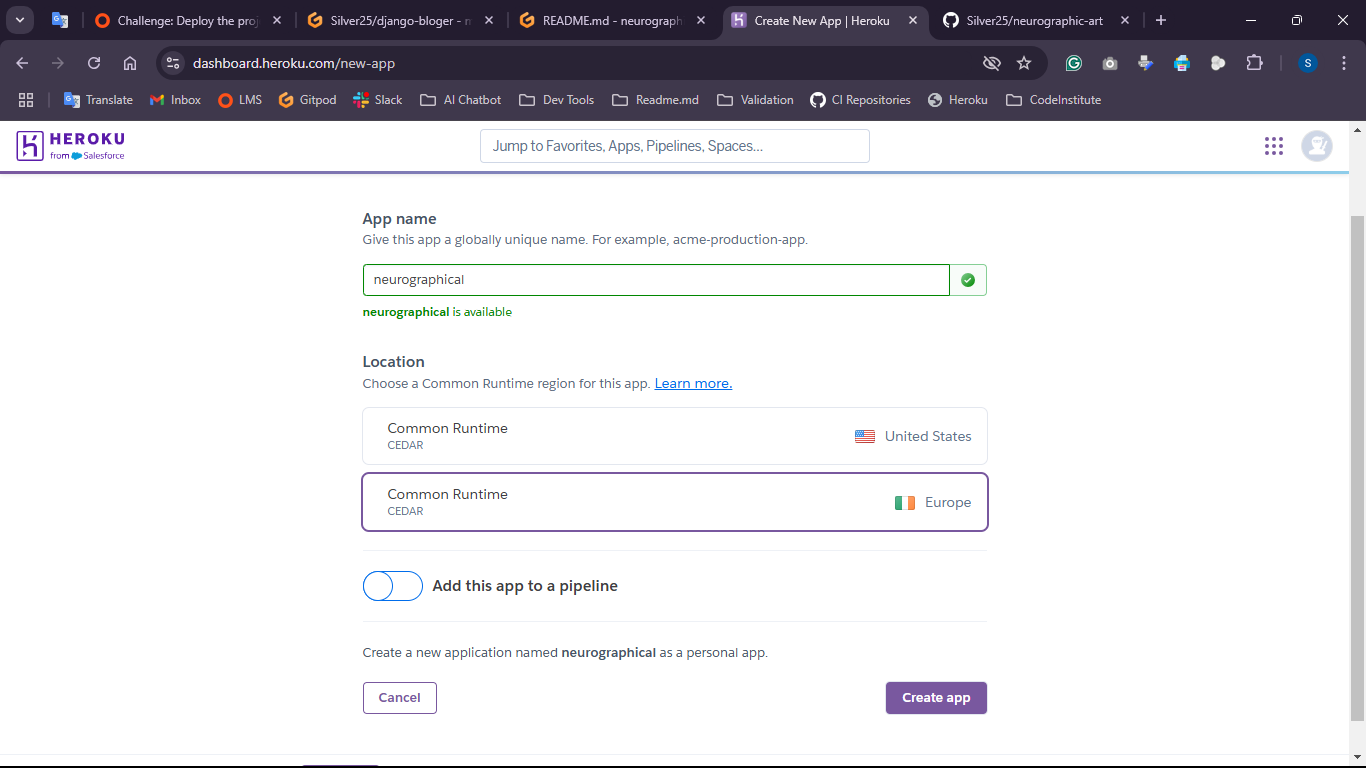 Challenge: Deploy the proj
Silver25/django-bloger - m
README.md - neurograph
Create New App | Heroku
Silver25/neurographic-art
dashboard.heroku.com/new-app
S
Translate
Inbox
LMS
Gitpod
Slack
AI Chatbot
Dev Tools
Readme.md
Validation
CI Repositories
Heroku
CodeInstitute
HEROKU
from Salesforce
Jump to Favorites, Apps, Pipelines, Spaces...
App name
Give this app a globally unique name. For example, acme-production-app.
neurographical
neurographical is available
Location
Choose a Common Runtime region for this app. Learn more.
Common Runtime
CEDAR
United States
Common Runtime
CEDAR
Europe
Add this app to a pipeline
Create a new application named neurographical as a personal app.
Cancel
Create app